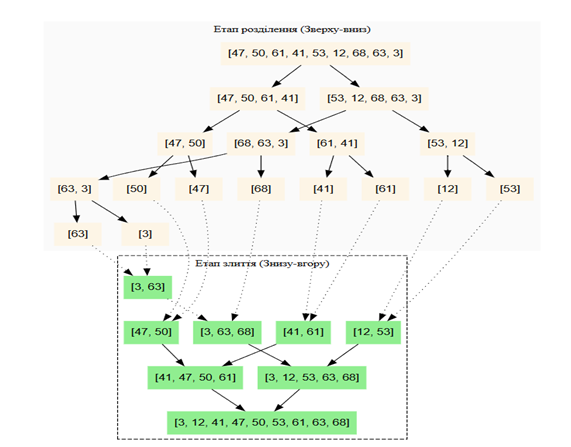 Етап розділення (Зверху-вниз)
[47, 50, 61, 41, 53, 12, 68, 63, 3]
[47, 50, 61, 41] [53, 12, 68, 63, 3]
[47, 50] [68, 63, 3] [61, 41] [53, 12]
[63, 3] [50] [47] [68] [41] [61] [12] [53]
[63] [3]
Етап злиття (Знизу-вгору)
[3, 63]
[47, 50] [3, 63, 68] [41, 61] [12, 53]
[41, 47, 50, 61] [3, 12, 53, 63, 68]
[3, 12, 41, 47, 50, 53, 61, 63, 68]